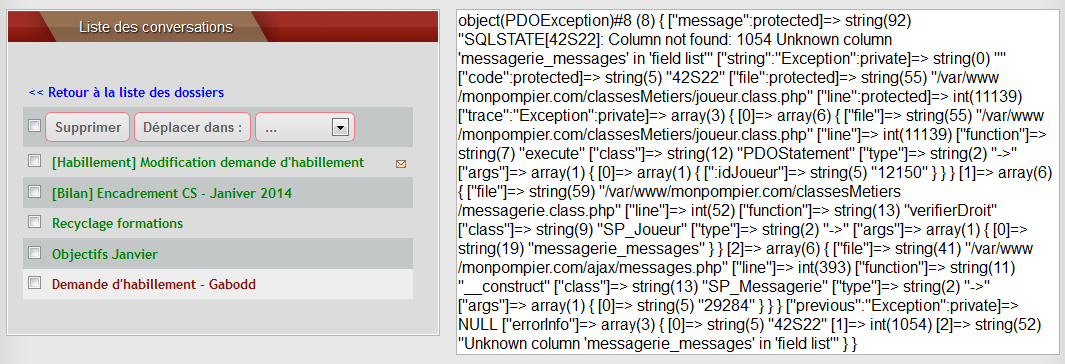 Liste des conversations
<< Retour à la liste des dossiers
Supprimer Déplacer dans : ...
[Habillement] Modification demande d'habillement
[Bilan] Encadrement CS - Janiver 2014
Recyclage formations
Objectifs Janvier
Demande d'habillement - Gabodd
object(PDOException)#8 (8) { ["message":protected]=> string(92)
"SQLSTATE[42S22]: Column not found: 1054 Unknown column
'messagerie_messages' in 'field list'" ["string":"Exception":private]=> string(0) ""
["code":protected]=> string(5) "42S22" ["file":protected]=> string(55) "/var/www
/monpompier.com/classesMetiers/joueur.class.php" ["line":protected]=> int(11139)
["trace":"Exception":private]=> array(3) { [0]=> array(6) { ["file"]=> string(55) "/var/www
/monpompier.com/classesMetiers/joueur.class.php" ["line"]=> int(11139) ["function"]=>
string(7) "execute" ["class"]=> string(12) "PDOStatement" ["type"]=> string(2) "->"
["args"]=> array(1) { [0]=> array(1) { [":idJoueur"]=> string(5) "12150" } } } [1]=> array(6)
{ ["file"]=> string(59) "/var/www/monpompier.com/classesMetiers
/messagerie.class.php" ["line"]=> int(52) ["function"]=> string(13) "verifierDroit"
["class"]=> string(9) "SP_Joueur" ["type"]=> string(2) "->" ["args"]=> array(1) { [0]=>
string(19) "messagerie_messages" } } [2]=> array(6) { ["file"]=> string(41) "/var/www
/monpompier.com/ajax/messages.php" ["line"]=> int(393) ["function"]=> string(11)
"__construct" ["class"]=> string(13) "SP_Messagerie" ["type"]=> string(2) "->"
["args"]=> array(1) { [0]=> string(5) "29284" } } } ["previous":"Exception":private]=>
NULL ["errorInfo"]=> array(3) { [0]=> string(5) "42S22" [1]=> int(1054) [2]=> string(52)
"Unknown column 'messagerie_messages' in 'field list'" } }